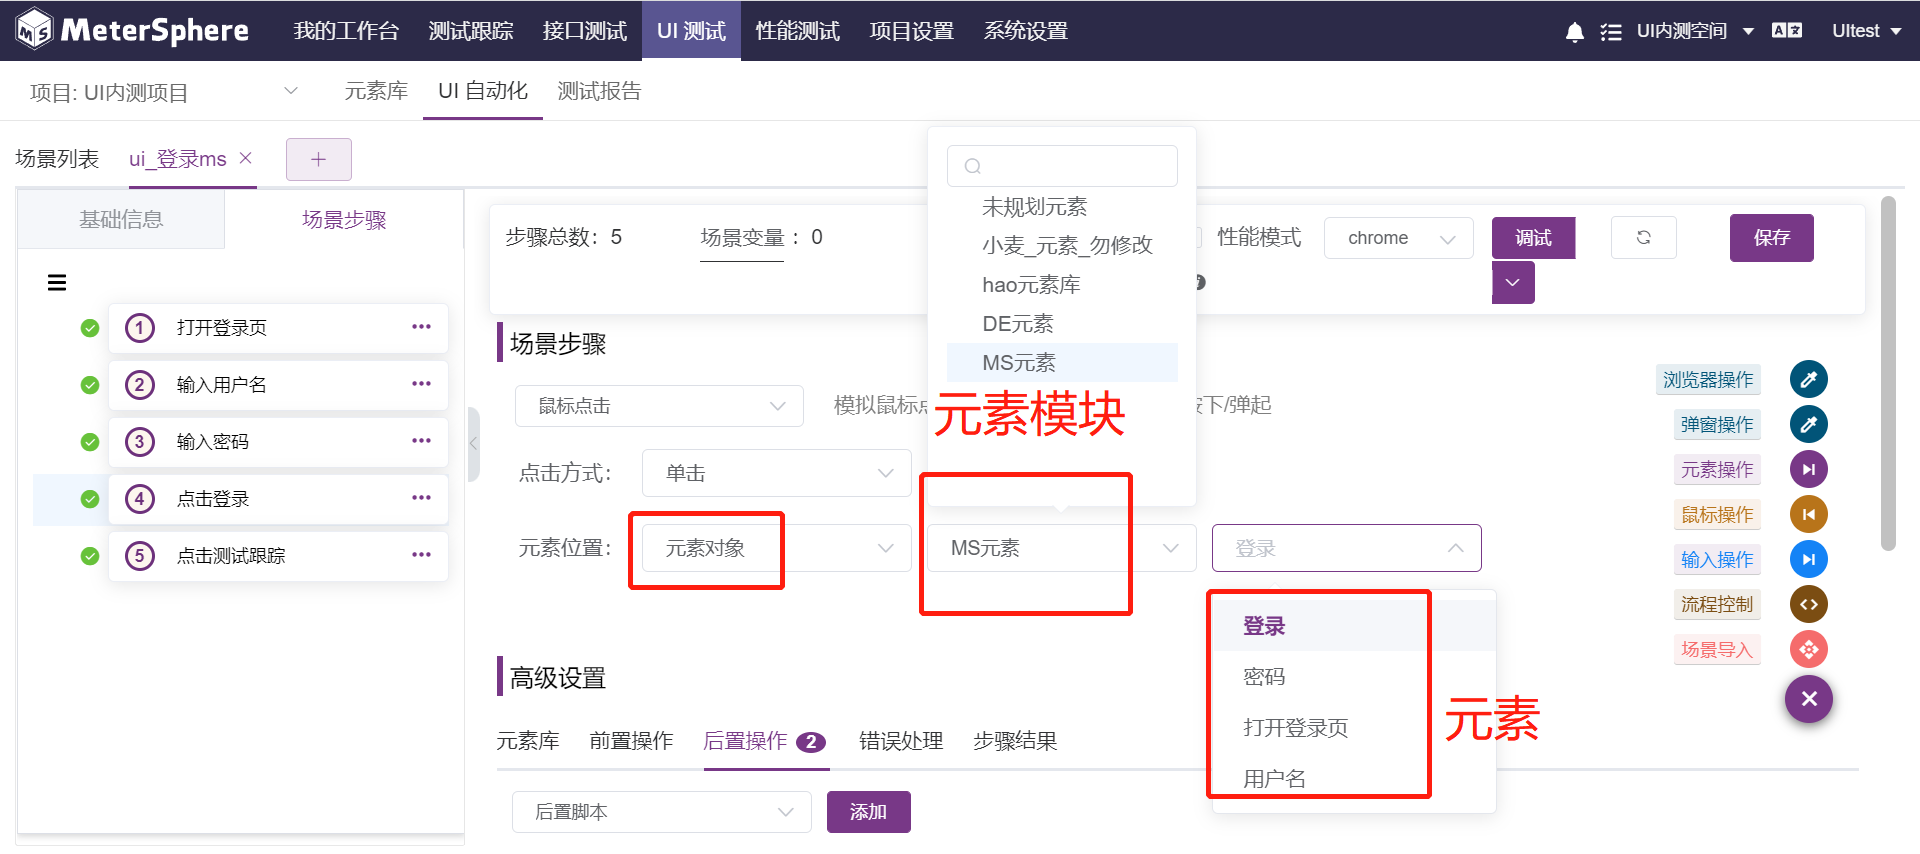 MeterSphere 我的工作台 测试跟踪 接口测试 UI 测试 性能测试 项目设置 系统设置 UI内测空间 UItest
项目: UI内测项目 元素库 UI 自动化 测试报告
场景列表 ui_登录ms
基础信息 场景步骤
1 打开登录页
2 输入用户名
3 输入密码
4 点击登录
5 点击测试跟踪
步骤总数: 5 场景变量 : 0 性能模式 chrome 调试 保存
未规划元素
小麦_元素_勿修改
hao元素库
DE元素
MS元素
元素模块
场景步骤
鼠标点击 模拟鼠标点 按下/弹起
点击方式: 单击
元素位置: 元素对象 MS元素 登录
登录
密码
打开登录页
用户名
元素
浏览器操作
弹窗操作
元素操作
鼠标操作
输入操作
流程控制
场景导入
高级设置
元素库 前置操作 后置操作 2 错误处理 步骤结果
后置脚本 添加